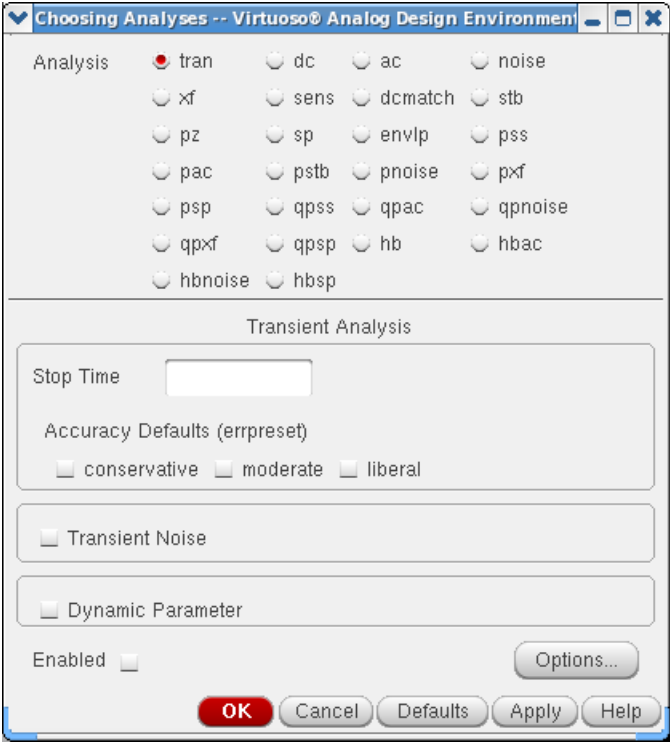 Choosing Analyses -- Virtuoso® Analog Design Environment
Analysis tran dc ac noise
xf sens dcmatch stb
pz sp envlp pss
pac pstb pnoise pxf
psp qpss qpac qpnoise
qpxf qpsp hb hbac
hbnoise hbsp
Transient Analysis
Stop Time
Accuracy Defaults (errpreset)
conservative moderate liberal
Transient Noise
Dynamic Parameter
Enabled Options...
OK Cancel Defaults Apply Help